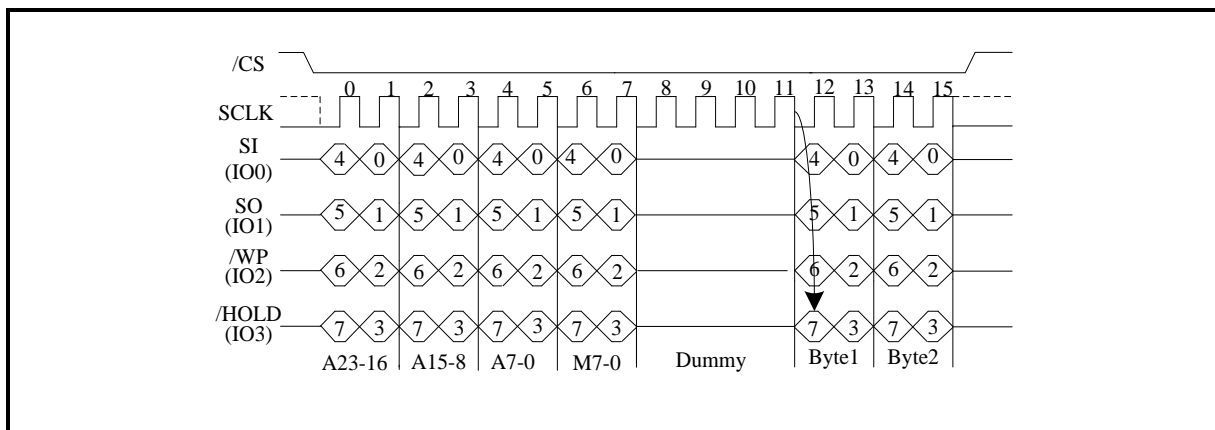 /CS
0 1 2 3 4 5 6 7 8 9 10 11 12 13 14 15
SCLK
SI
(IO0)
4 0 4 0 4 0 4 0 4 0 4 0
SO
(IO1)
5 1 5 1 5 1 5 1 5 1 5 1
/WP
(IO2)
6 2 6 2 6 2 6 2 6 2 6 2
/HOLD
(IO3)
7 3 7 3 7 3 7 3 7 3 7 3
A23-16 A15-8 A7-0 M7-0 Dummy Byte1 Byte2